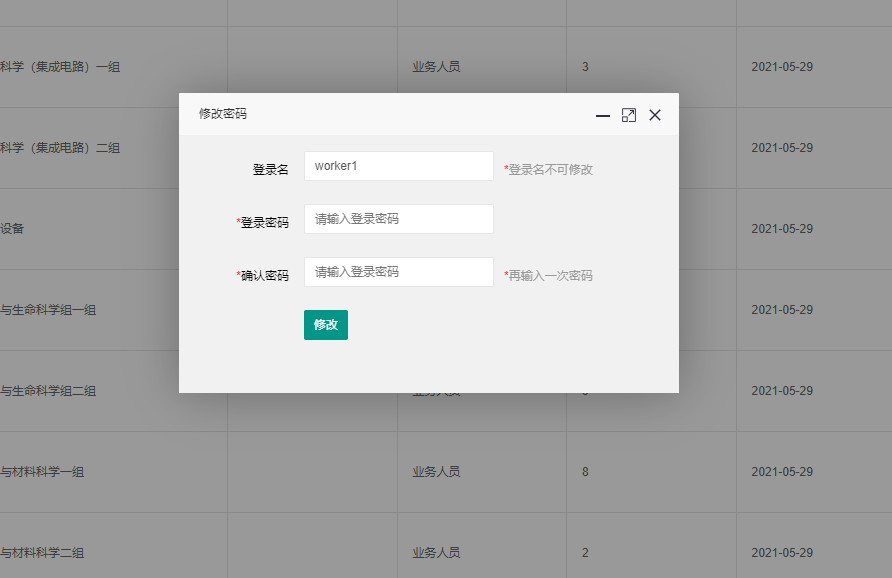 科学（集成电路）一组 业务人员 3 2021-05-29
修改密码
科学（集成电路）二组 2021-05-29
登录名 worker1 *登录名不可修改
*登录密码 请输入登录密码
设备 2021-05-29
*确认密码 请输入登录密码 *再输入一次密码
与生命科学组一组 2021-05-29
修改
与生命科学组二组 业务人员 2021-05-29
与材料科学一组 业务人员 8 2021-05-29
与材料科学二组 业务人员 2 2021-05-29